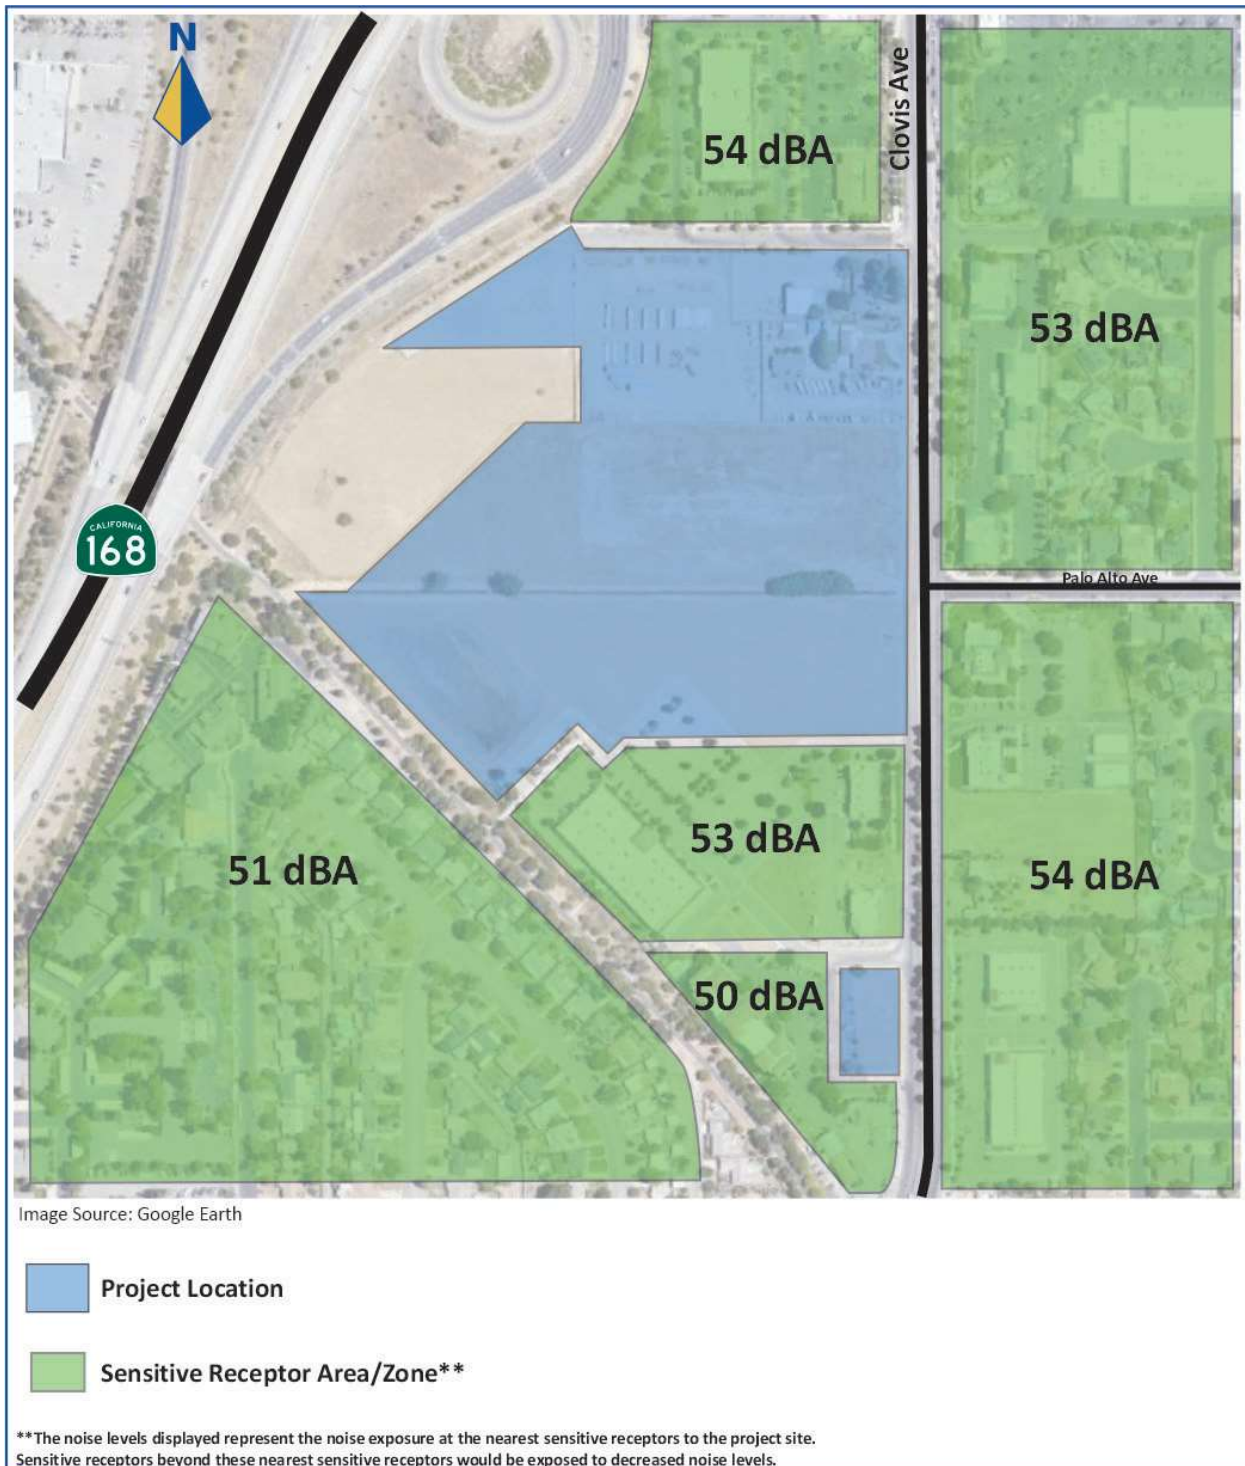 N
Clovis Ave
54 dBA
53 dBA
CALIFORNIA
168
Palo Alto Ave
51 dBA
53 dBA
54 dBA
50 dBA
Image Source: Google Earth
Project Location
Sensitive Receptor Area/Zone**
**The noise levels displayed represent the noise exposure at the nearest sensitive receptors to the project site.
Sensitive receptors beyond these nearest sensitive receptors would be exposed to decreased noise levels.